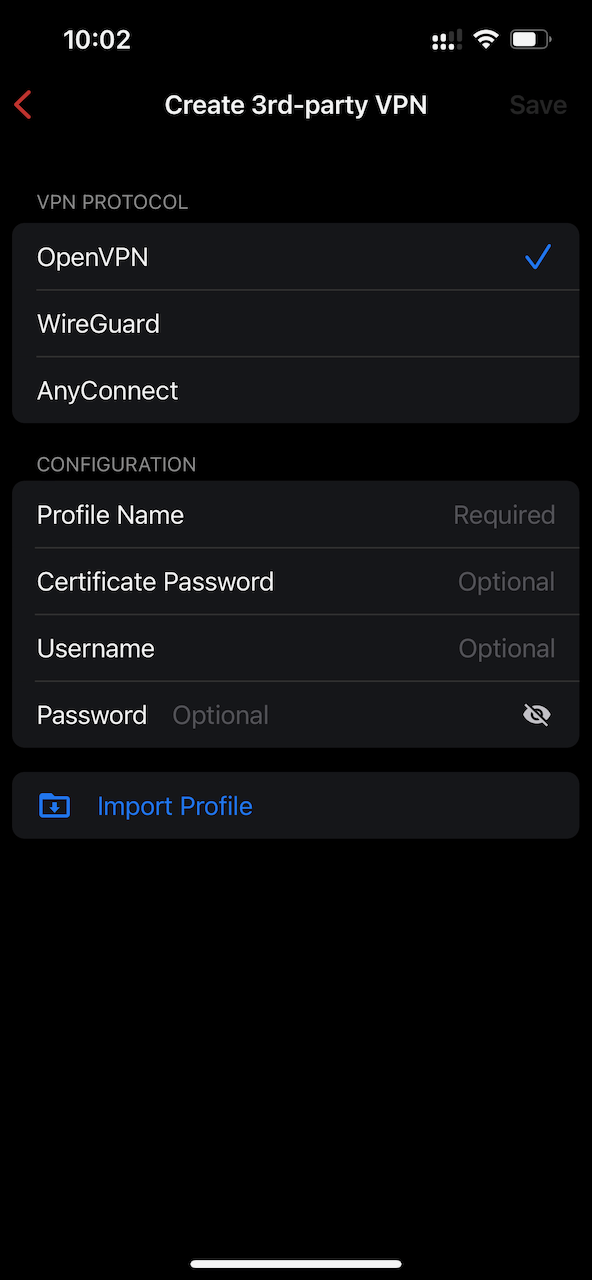 10:02
Create 3rd-party VPN Save
VPN PROTOCOL
OpenVPN
WireGuard
AnyConnect
CONFIGURATION
Profile Name Required
Certificate Password Optional
Username Optional
Password Optional
Import Profile